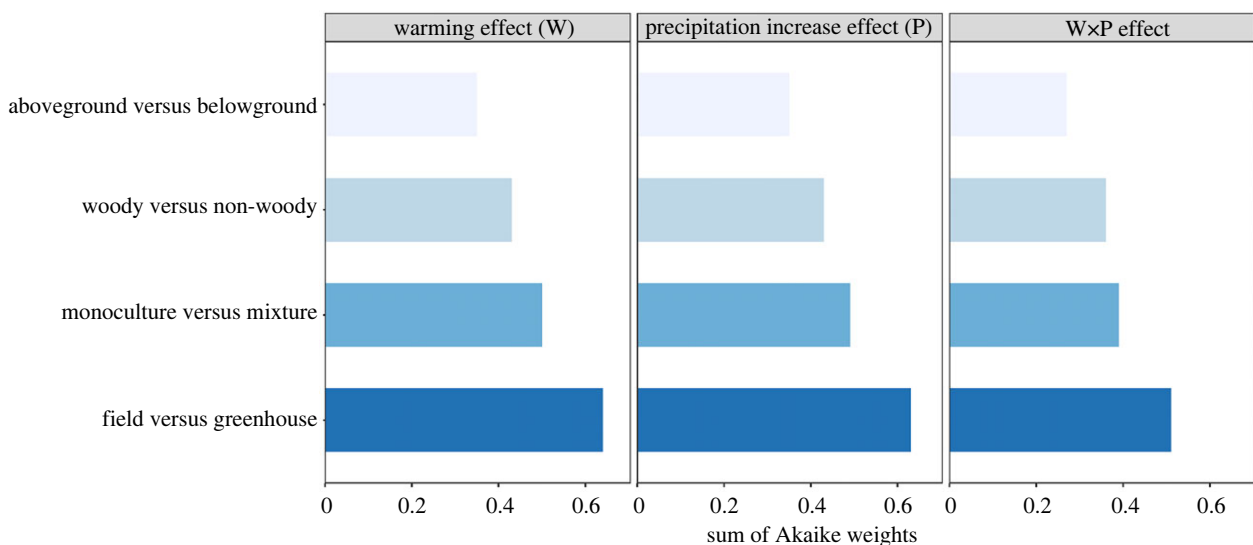 warming effect (W)
precipitation increase effect (P)
W×P effect
aboveground versus belowground
woody versus non-woody
monoculture versus mixture
field versus greenhouse
0 0.2 0.4 0.6
0 0.2 0.4 0.6
0 0.2 0.4 0.6
sum of Akaike weights